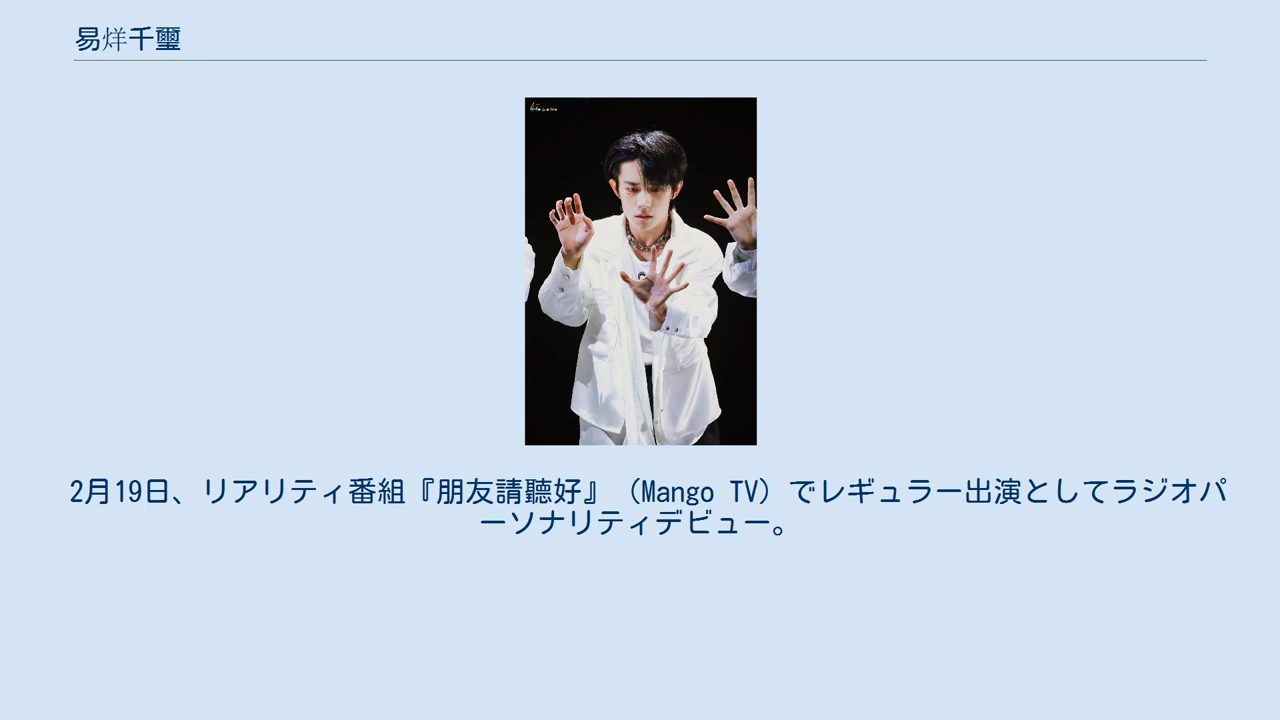 易烊千璽
2月19日、リアリティ番組『朋友請聽好』（Mango TV）でレギュラー出演としてラジオパ
ーソナリティデビュー。